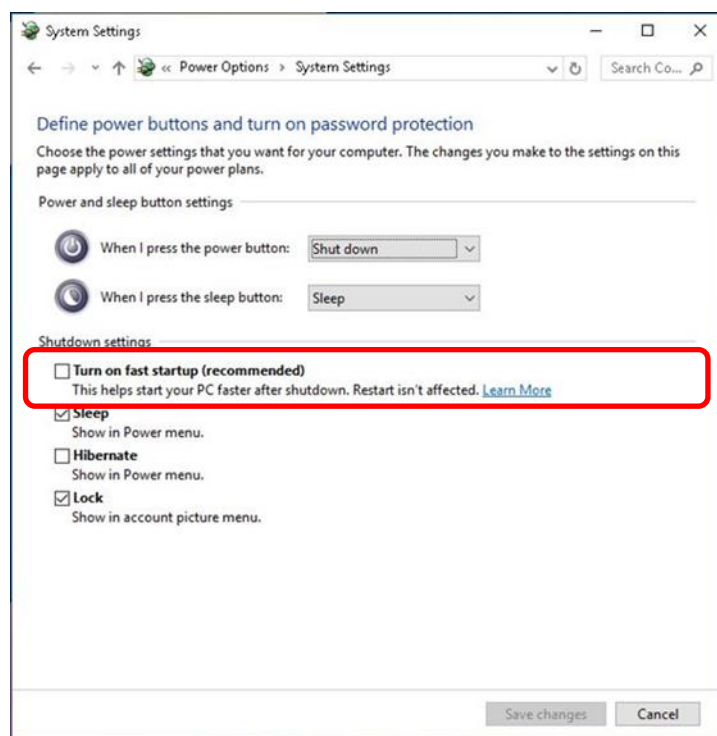 System Settings
« Power Options › System Settings
Search Co...
Define power buttons and turn on password protection
Choose the power settings that you want for your computer. The changes you make to the settings on this
page apply to all of your power plans.
Power and sleep button settings
When I press the power button: Shut down
When I press the sleep button: Sleep
Shutdown settings
Turn on fast startup (recommended)
This helps start your PC faster after shutdown. Restart isn't affected. Learn More
Sleep
Show in Power menu.
Hibernate
Show in Power menu.
Lock
Show in account picture menu.
Save changes Cancel